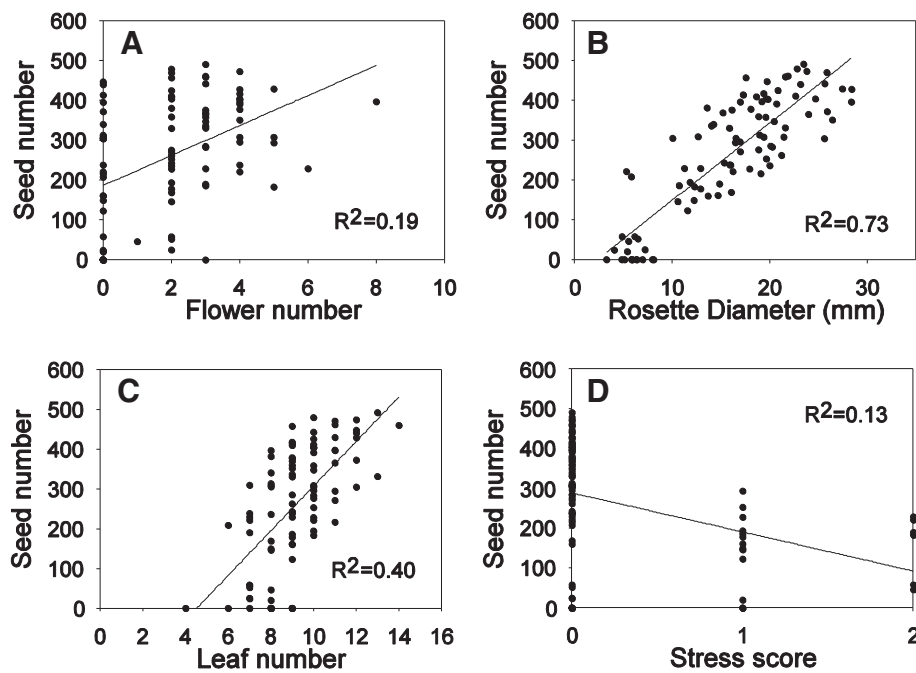 A
B
600
500
400
300
200
100
0
Seed number
R²=0.19
0 2 4 6 8 10
Flower number
600
500
400
300
200
100
0
Seed number
R²=0.73
0 10 20 30
Rosette Diameter (mm)
C
D
600
500
400
300
200
100
0
Seed number
R²=0.40
0 2 4 6 8 10 12 14 16
Leaf number
600
500
400
300
200
100
0
Seed number
R²=0.13
0 1 2
Stress score